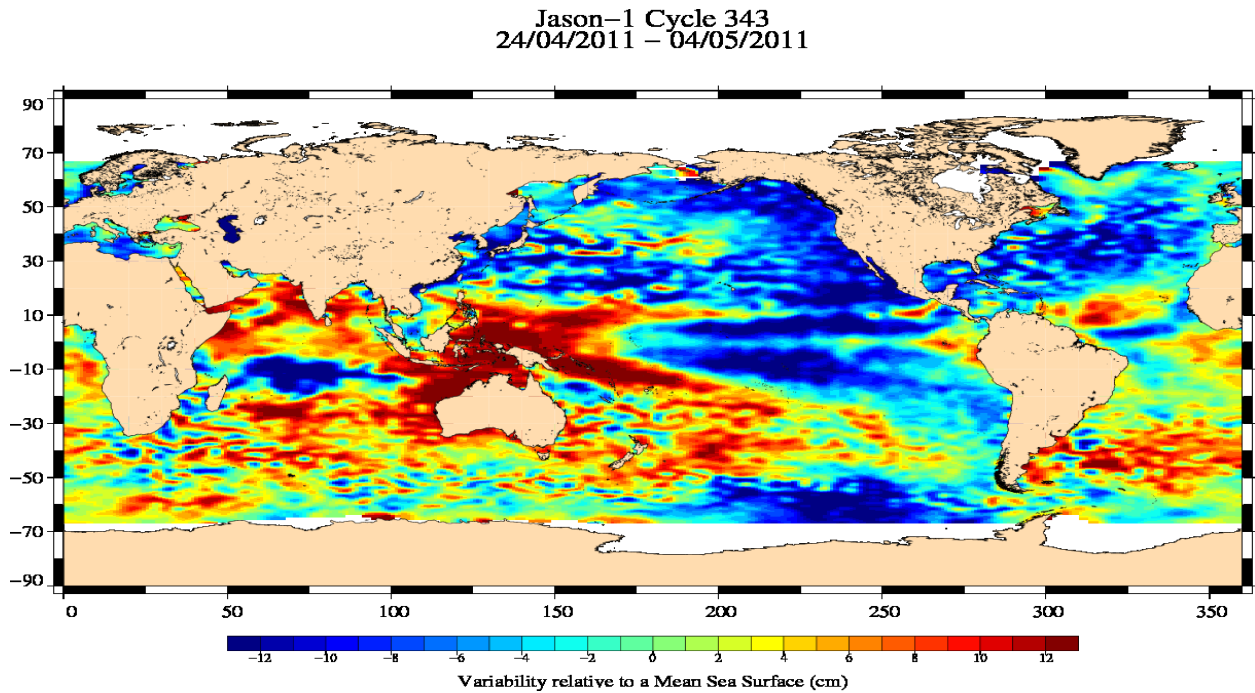 Jason−1 Cycle 343
24/04/2011 − 04/05/2011
90
70
50
30
10
−10
−30
−50
−70
−90
0 50 100 150 200 250 300 350
−12 −10 −8 −6 −4 −2 0 2 4 6 8 10 12
Variability relative to a Mean Sea Surface (cm)